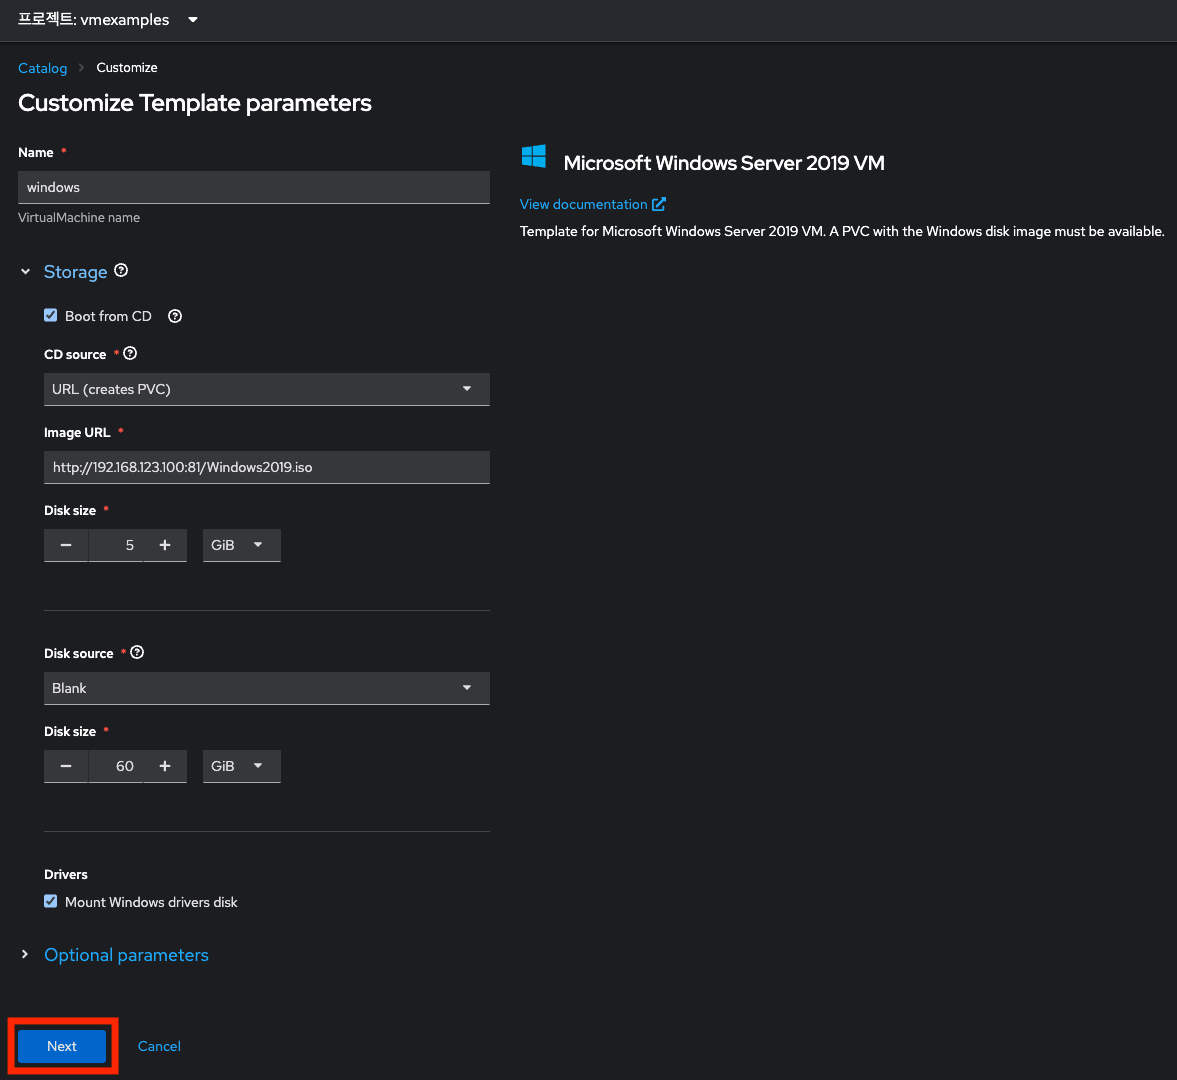 프로젝트: vmexamples
Catalog Customize
Customize Template parameters
Name *
windows
VirtualMachine name
Microsoft Windows Server 2019 VM
View documentation
Template for Microsoft Windows Server 2019 VM. A PVC with the Windows disk image must be available.
Storage
Boot from CD
CD source *
URL (creates PVC)
Image URL *
http://192.168.123.100:81/Windows2019.iso
Disk size *
5 GiB
Disk source *
Blank
Disk size *
60 GiB
Drivers
Mount Windows drivers disk
Optional parameters
Next Cancel